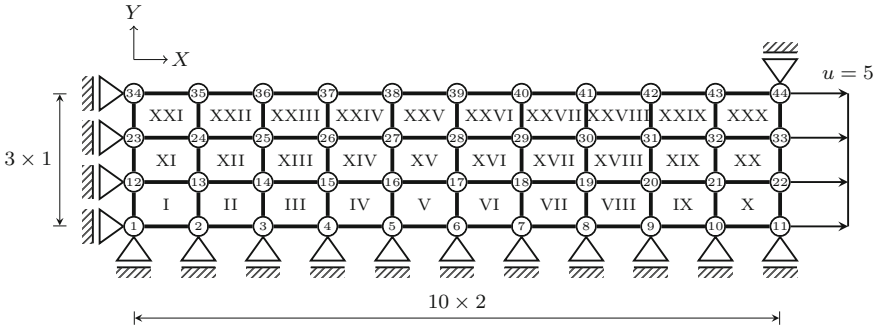 Y
X
u = 5
34 35 36 37 38 39 40 41 42 43 44
XXI XXII XXIII XXIV XXV XXVI XXVII XXVIII XXIX XXX
23 24 25 26 27 28 29 30 31 32 33
3 × 1
XI XII XIII XIV XV XVI XVII XVIII XIX XX
12 13 14 15 16 17 18 19 20 21 22
I II III IV V VI VII VIII IX X
1 2 3 4 5 6 7 8 9 10 11
10 × 2